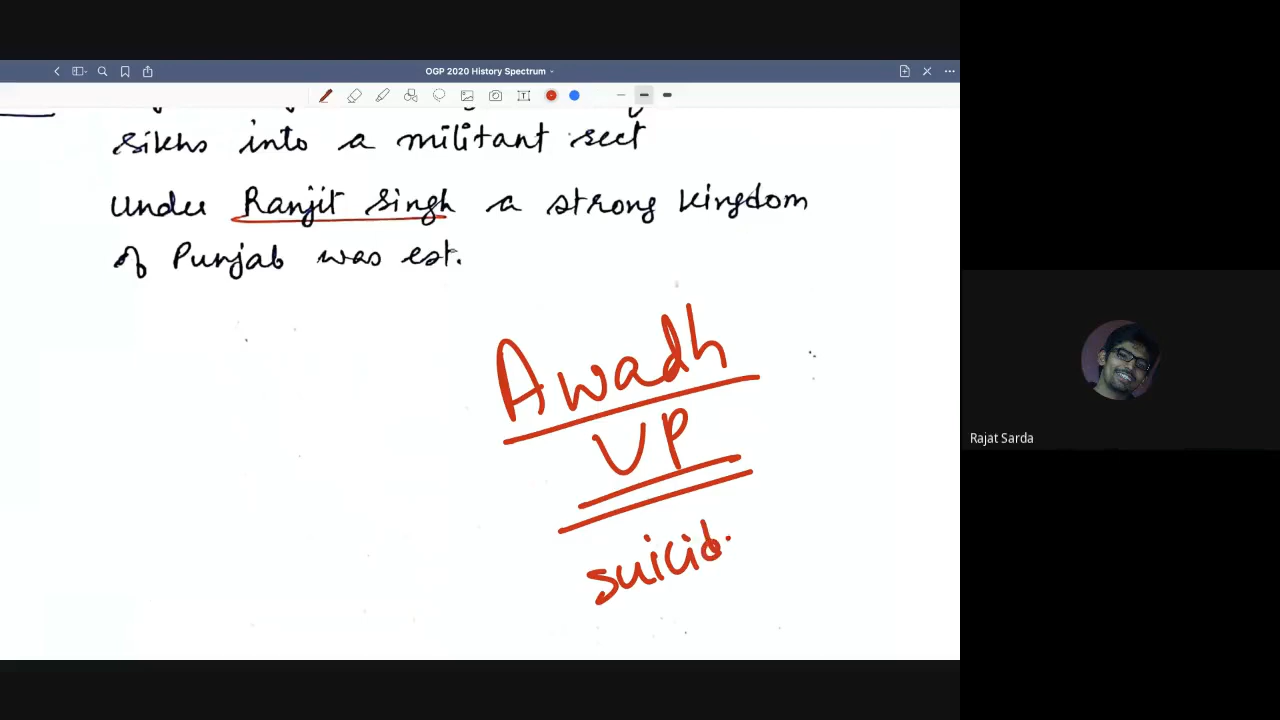 OGP 2020 History Spectrum
sikhs into a militant sect
Under Ranjit Singh a strong kingdom
of Punjab was est.
Awadh
UP
suicid.
Rajat Sarda